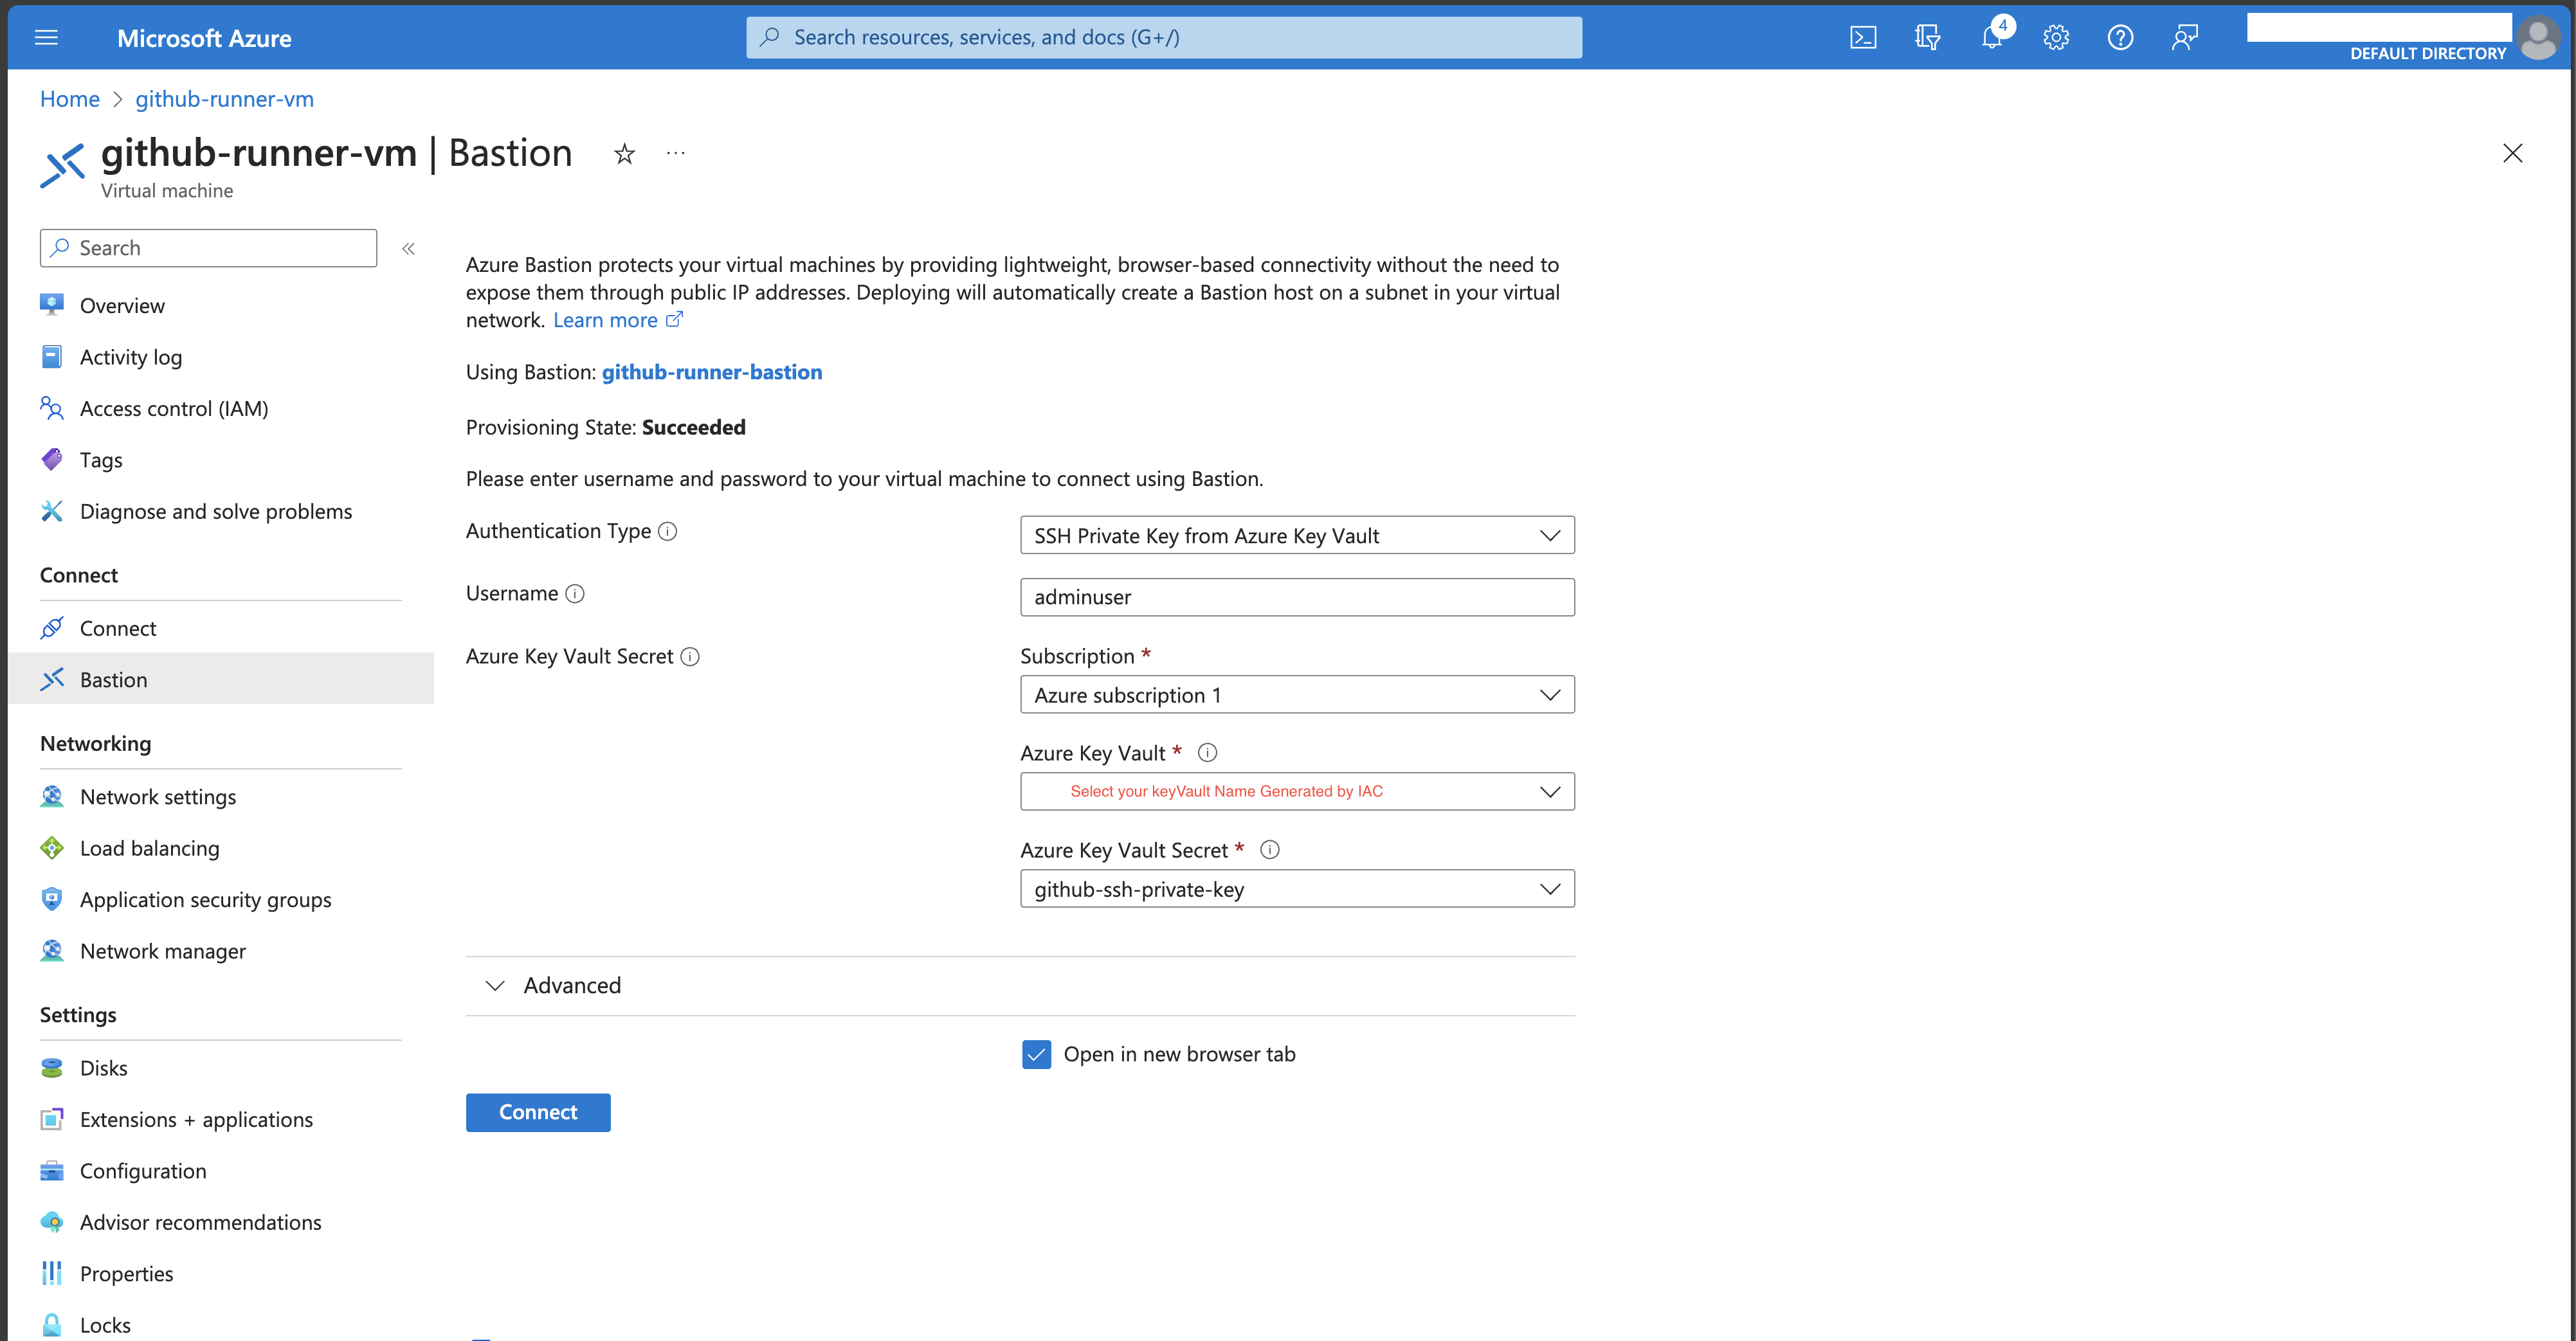 Microsoft Azure
Search resources, services, and docs (G+/)
4
DEFAULT DIRECTORY
Home > github-runner-vm
github-runner-vm | Bastion
Virtual machine
Search
Overview
Activity log
Access control (IAM)
Tags
Diagnose and solve problems
Connect
Connect
Bastion
Networking
Network settings
Load balancing
Application security groups
Network manager
Settings
Disks
Extensions + applications
Configuration
Advisor recommendations
Properties
Locks
Azure Bastion protects your virtual machines by providing lightweight, browser-based connectivity without the need to
expose them through public IP addresses. Deploying will automatically create a Bastion host on a subnet in your virtual
network. Learn more
Using Bastion: github-runner-bastion
Provisioning State: Succeeded
Please enter username and password to your virtual machine to connect using Bastion.
Authentication Type
SSH Private Key from Azure Key Vault
Username
adminuser
Azure Key Vault Secret
Subscription *
Azure subscription 1
Azure Key Vault *
Select your keyVault Name Generated by IAC
Azure Key Vault Secret *
github-ssh-private-key
Advanced
Open in new browser tab
Connect